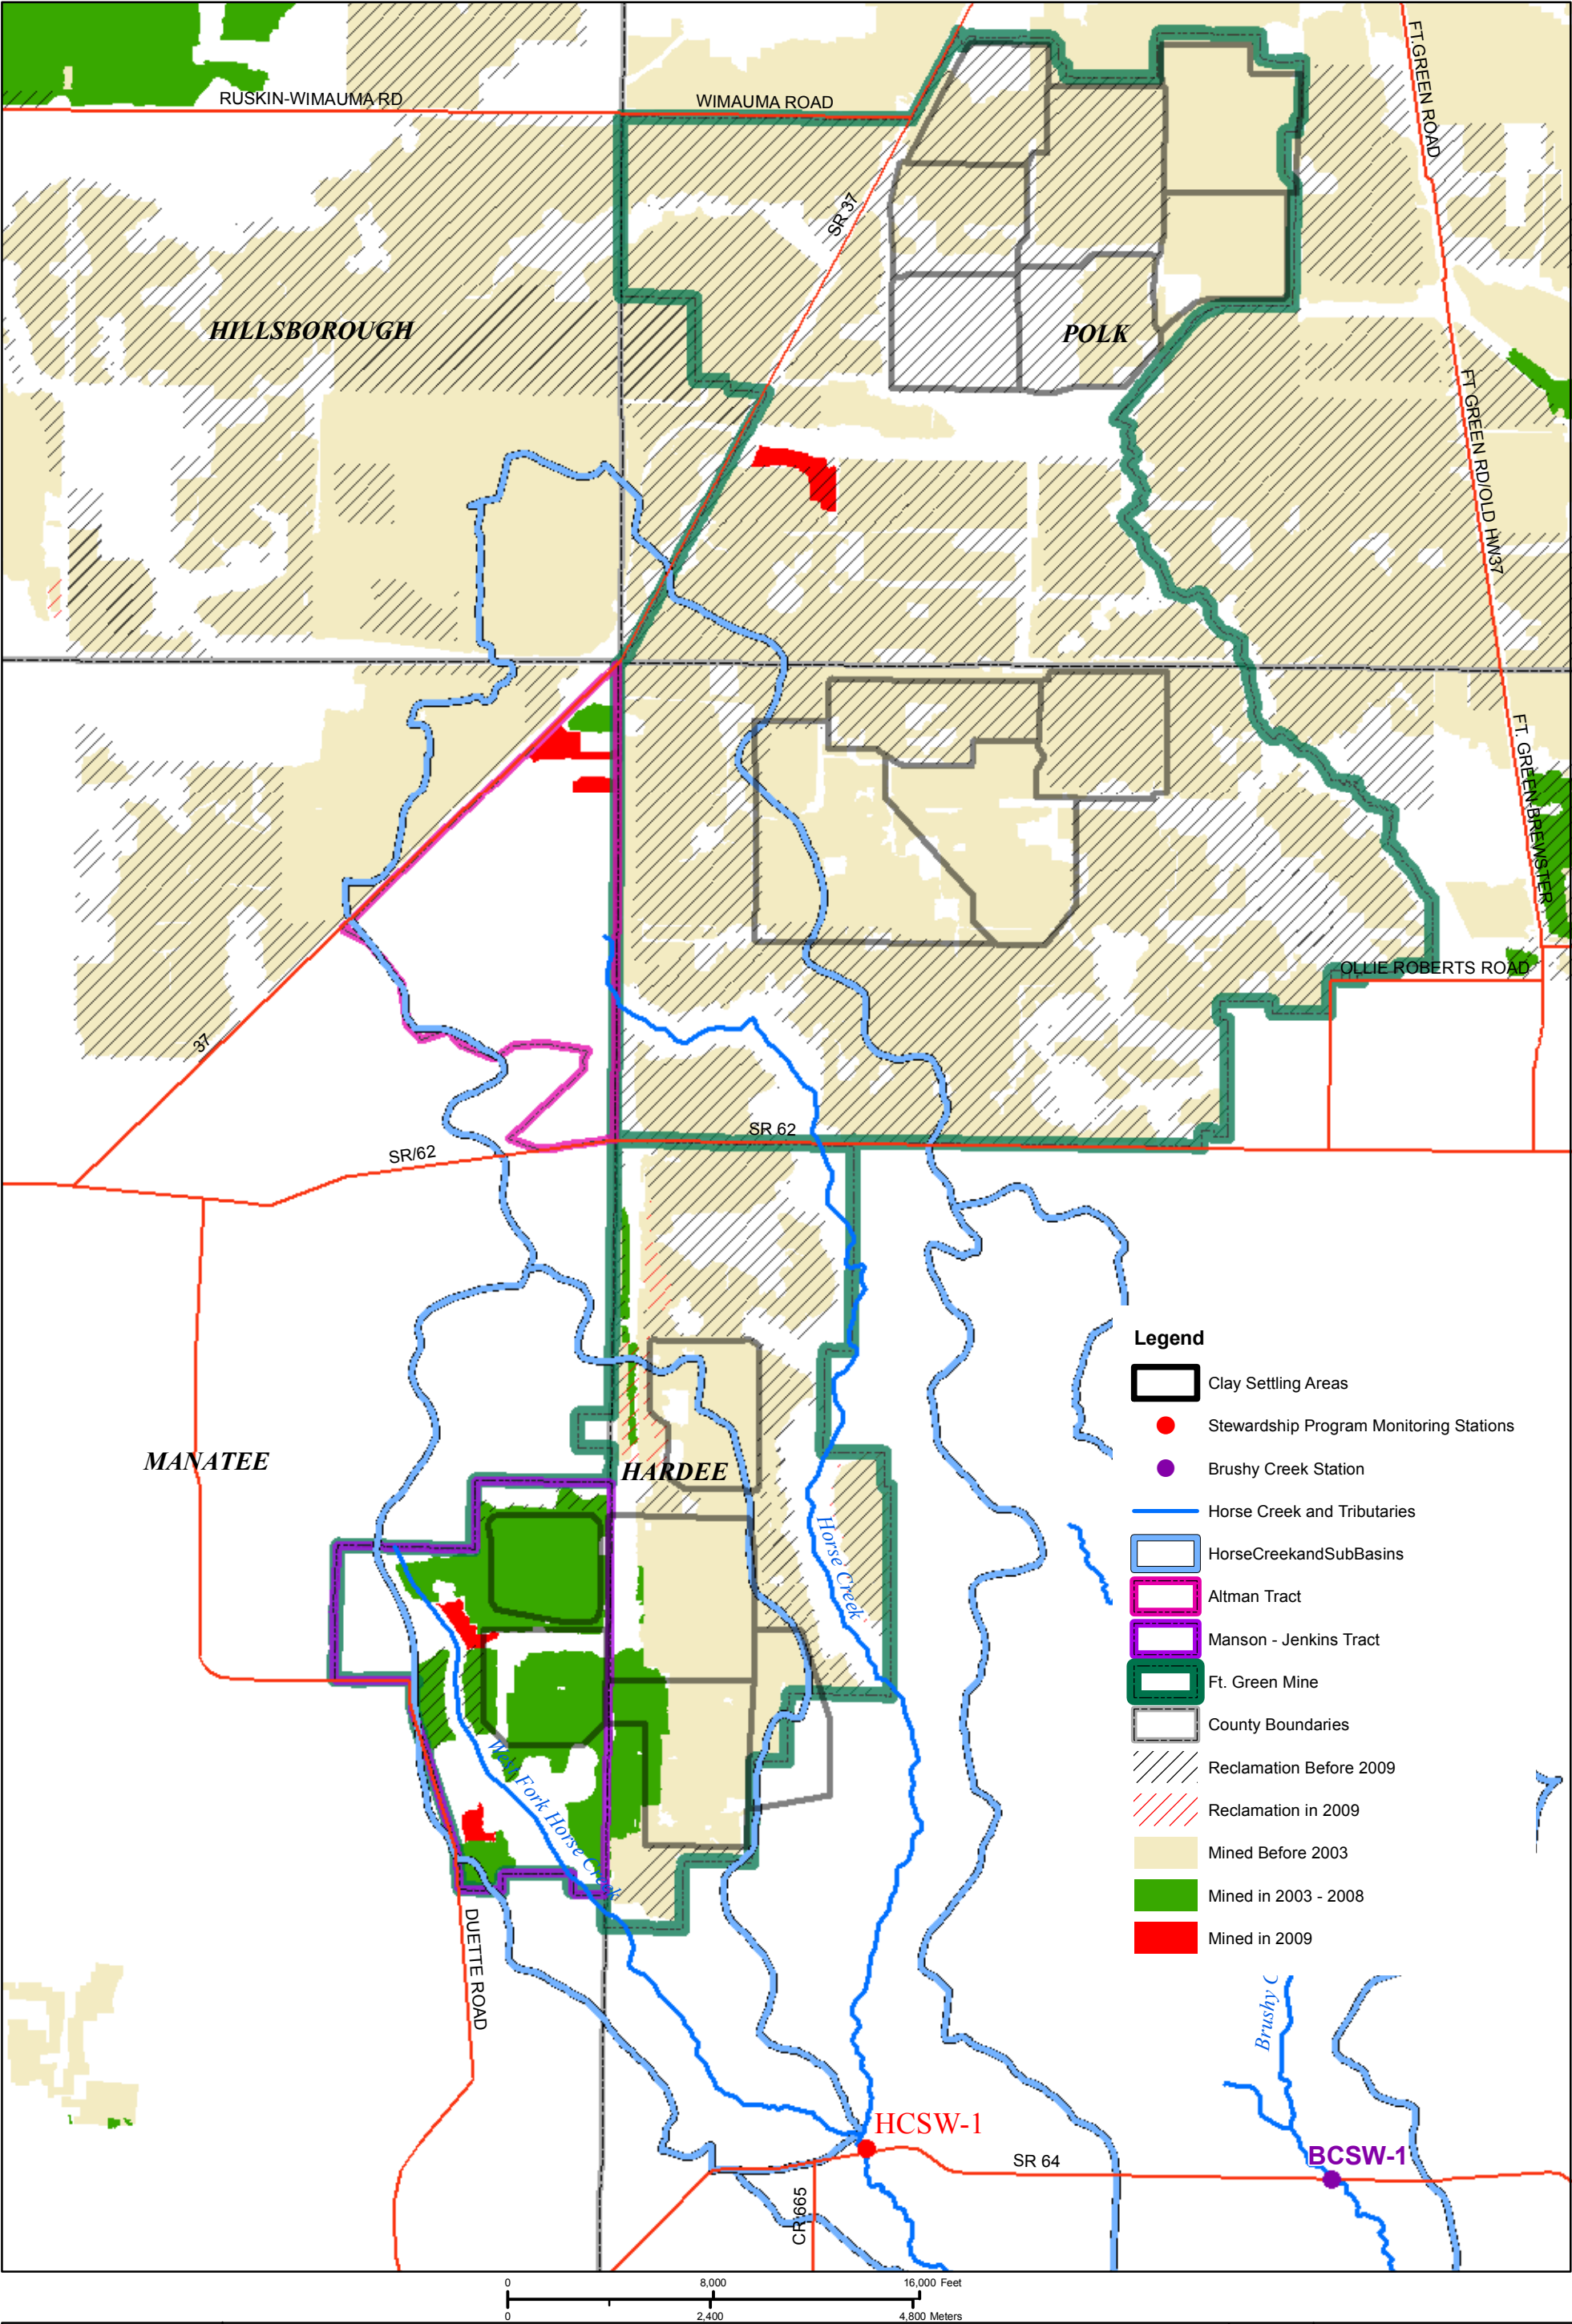 RUSKIN-WIMAUMA RD
WIMAUMA ROAD
FT.GREEN ROAD
SR 37
HILLSBOROUGH
POLK
FT GREEN RD/OLD HW37
FT. GREEN-BREWSTER
OLLIE ROBERTS ROAD
37
SR 62
SR/62
MANATEE
HARDEE
Horse Creek
West Fork Horse Creek
DUETTE ROAD
Legend
Clay Settling Areas
Stewardship Program Monitoring Stations
Brushy Creek Station
Horse Creek and Tributaries
HorseCreekandSubBasins
Altman Tract
Manson - Jenkins Tract
Ft. Green Mine
County Boundaries
Reclamation Before 2009
Reclamation in 2009
Mined Before 2003
Mined in 2003 - 2008
Mined in 2009
Brushy C
HCSW-1
SR 64
BCSW-1
CR 665
0 8,000 16,000 Feet
0 2,400 4,800 Meters